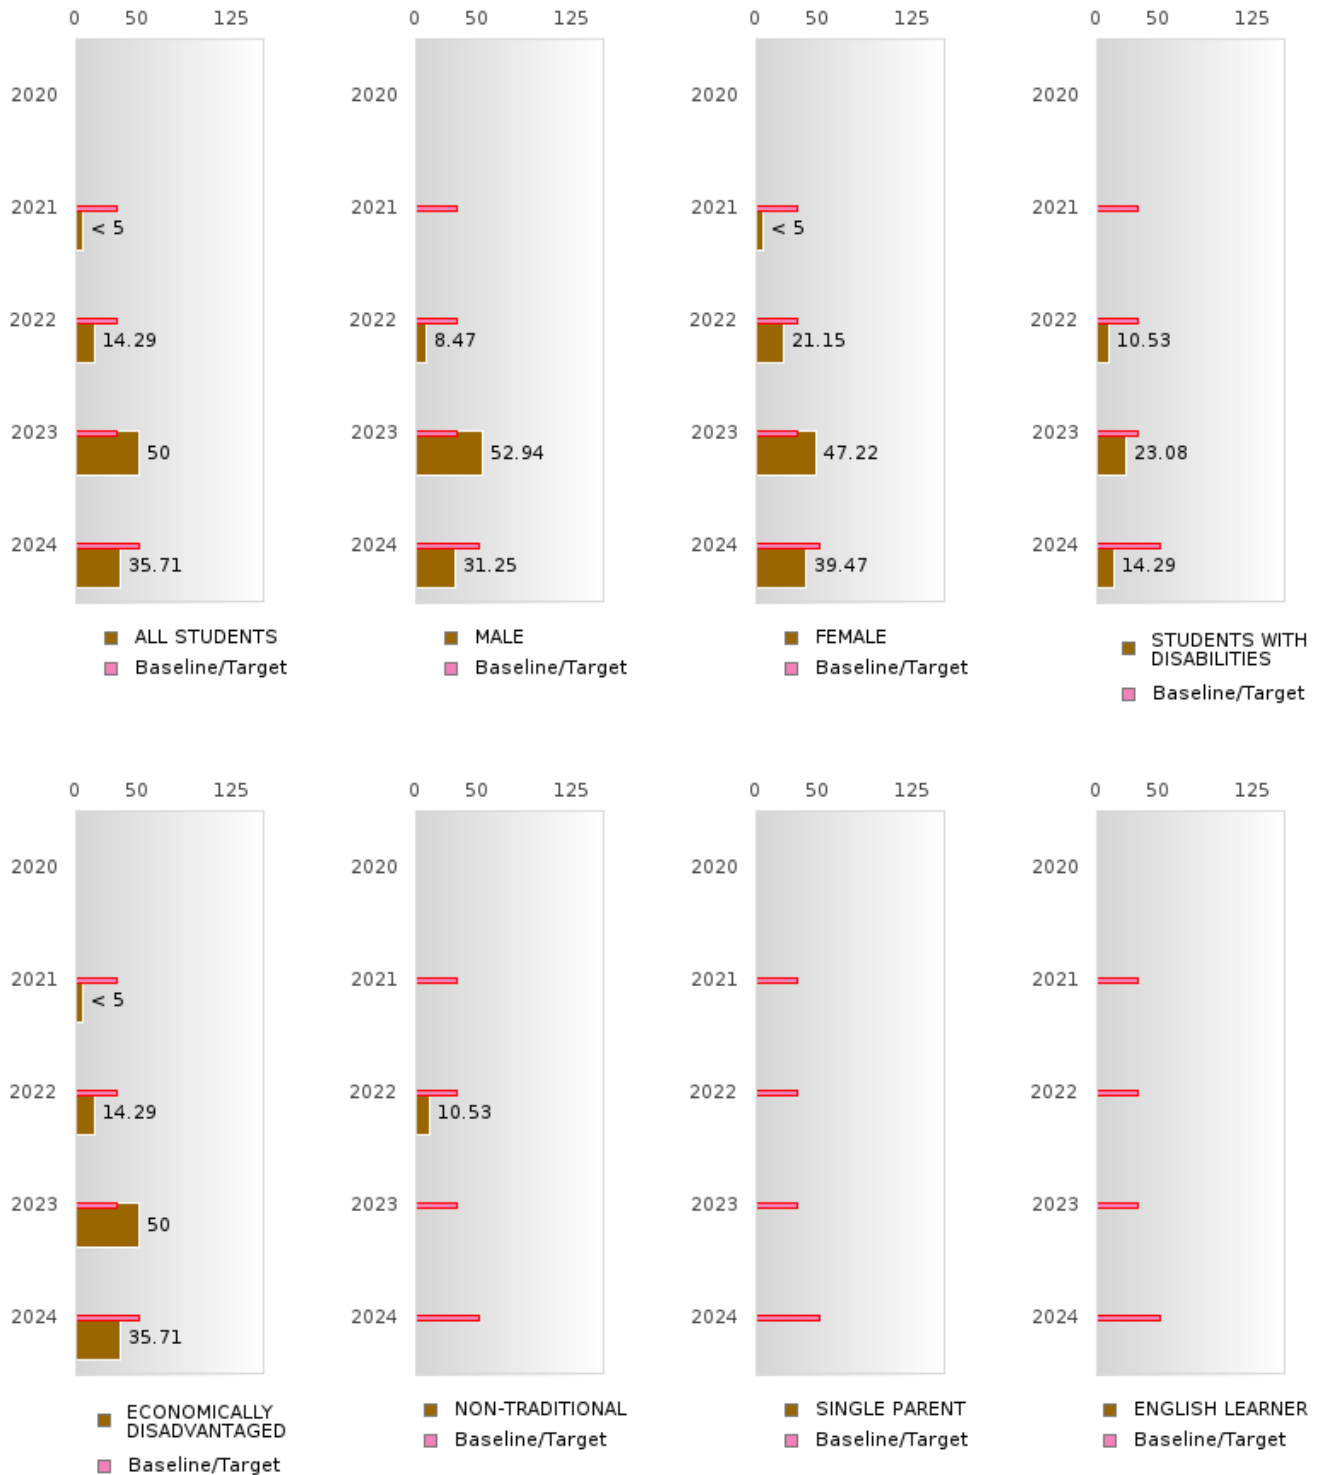 0 50 125 0 50 125 0 50 125 0 50 125
2020 2020 2020 2020
2021 2021 2021 2021
< 5 < 5
2022 2022 2022 2022
14.29 8.47 21.15 10.53
2023 2023 2023 2023
50 52.94 47.22 23.08
2024 2024 2024 2024
35.71 31.25 39.47 14.29
ALL STUDENTS
Baseline/Target
MALE
Baseline/Target
FEMALE
Baseline/Target
STUDENTS WITH
DISABILITIES
Baseline/Target
0 50 125 0 50 125 0 50 125 0 50 125
2020 2020 2020 2020
2021 2021 2021 2021
< 5
2022 2022 2022 2022
14.29 10.53
2023 2023 2023 2023
50
2024 2024 2024 2024
35.71
ECONOMICALLY
DISADVANTAGED
Baseline/Target
NON-TRADITIONAL
Baseline/Target
SINGLE PARENT
Baseline/Target
ENGLISH LEARNER
Baseline/Target